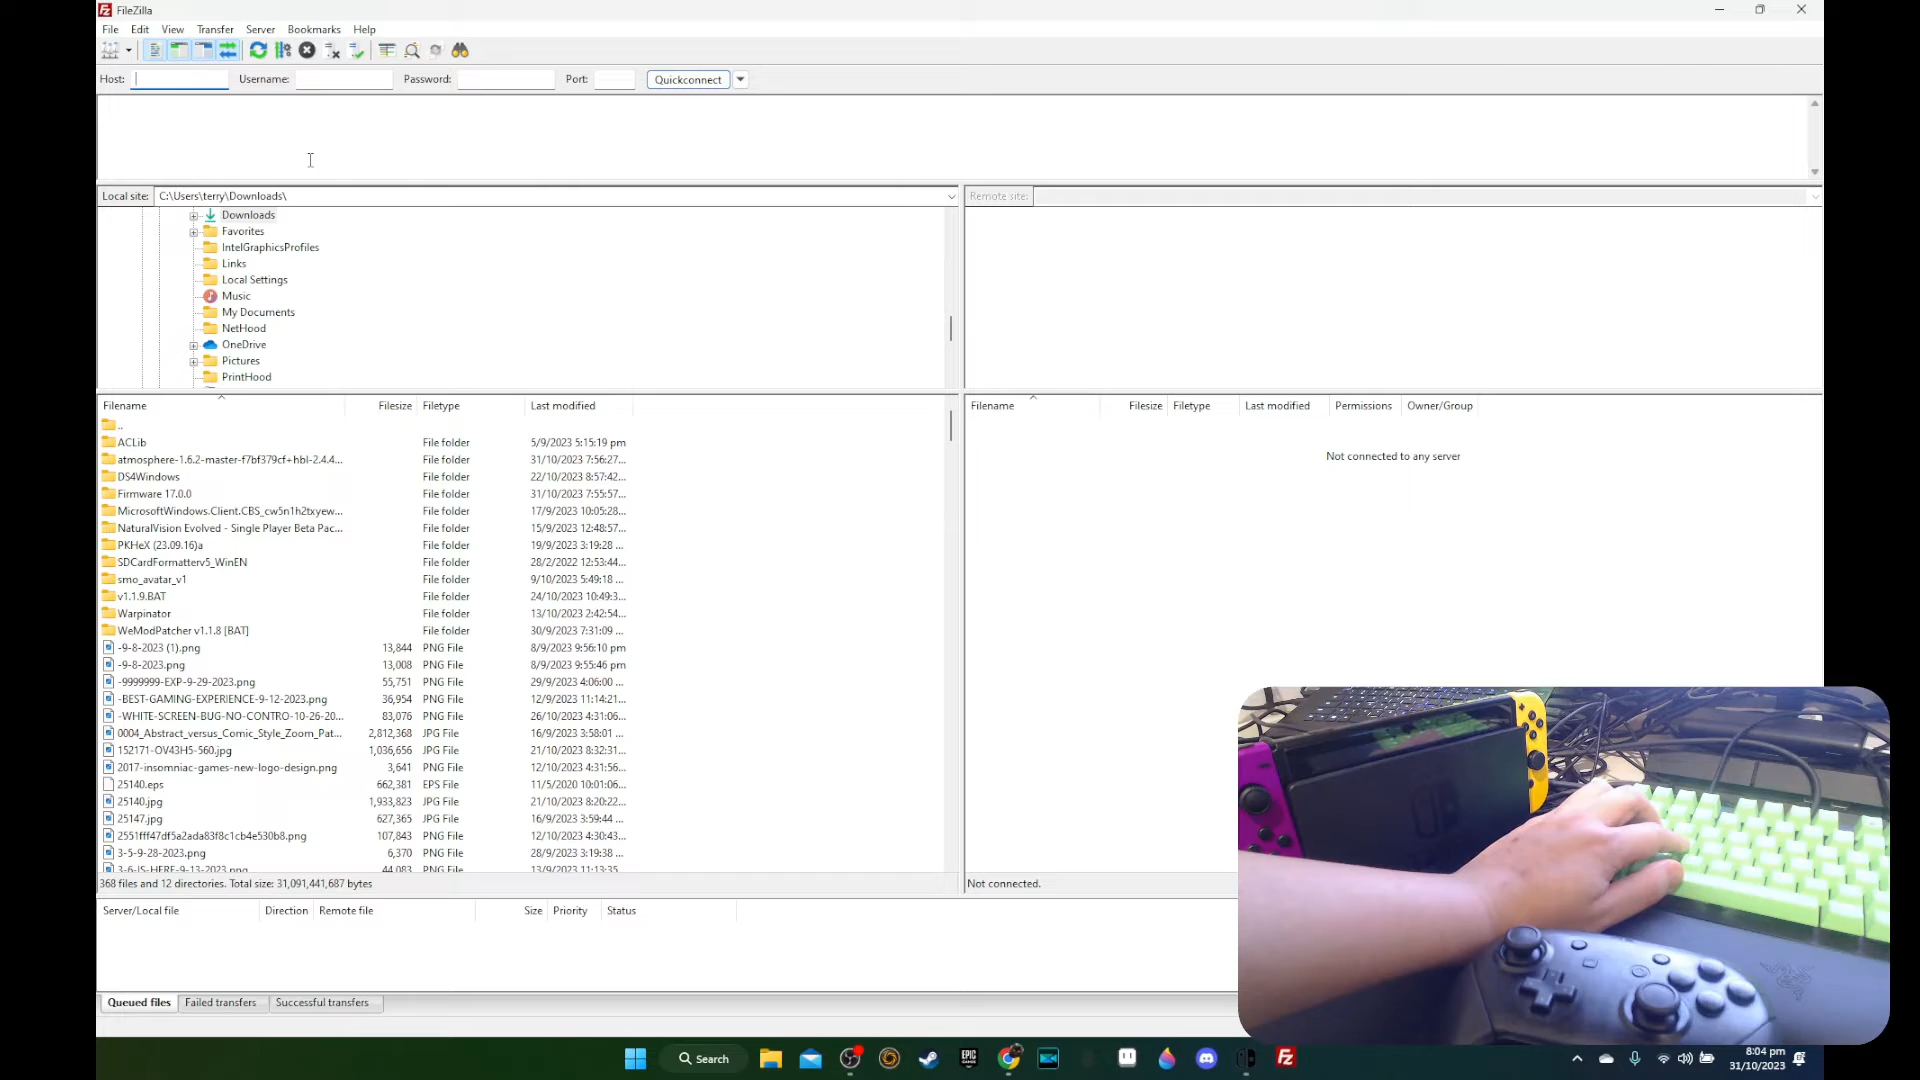 FileZilla
File Edit View Transfer Server Bookmarks Help
Host: Username: Password: Port: Quickconnect
Local site: C:\Users\terry\Downloads\
Remote site:
Downloads
Favorites
IntelGraphicsProfiles
Links
Local Settings
Music
My Documents
NetHood
OneDrive
Pictures
PrintHood
Filename Filesize Filetype Last modified
..
ACLib File folder 5/9/2023 5:15:19 pm
atmosphere-1.6.2-master-f7bf379cf+hbl-2.4.4... File folder 31/10/2023 7:56:27...
DS4Windows File folder 22/10/2023 8:57:42...
Firmware 17.0.0 File folder 31/10/2023 7:55:57...
MicrosoftWindows.Client.CBS_cw5n1h2txyew... File folder 17/9/2023 10:05:28...
NaturalVision Evolved - Single Player Beta Pac... File folder 15/9/2023 12:48:57...
PKHeX (23.09.16)a File folder 19/9/2023 3:19:28 ...
SDCardFormatterv5_WinEN File folder 28/2/2022 12:53:44...
smo_avatar_v1 File folder 9/10/2023 5:49:18 ...
v1.1.9.BAT File folder 24/10/2023 10:49:3...
Warpinator File folder 13/10/2023 2:42:54...
WeModPatcher v1.1.8 [BAT] File folder 30/9/2023 7:31:09 ...
-9-8-2023 (1).png 13,844 PNG File 8/9/2023 9:56:10 pm
-9-8-2023.png 13,008 PNG File 8/9/2023 9:55:46 pm
-9999999-EXP-9-29-2023.png 55,751 PNG File 29/9/2023 4:06:00 ...
-BEST-GAMING-EXPERIENCE-9-12-2023.png 36,954 PNG File 12/9/2023 11:14:21...
-WHITE-SCREEN-BUG-NO-CONTRO-10-26-20... 83,076 PNG File 26/10/2023 4:31:06...
0004_Abstract_versus_Comic_Style_Zoom_Pat... 2,812,368 JPG File 16/9/2023 3:58:01 ...
152171-OV43H5-560.jpg 1,036,656 JPG File 21/10/2023 8:32:31...
2017-insomniac-games-new-logo-design.png 3,641 PNG File 12/10/2023 4:31:56...
25140.eps 662,381 EPS File 11/5/2020 10:01:06...
25140.jpg 1,933,823 JPG File 21/10/2023 8:20:22...
25147.jpg 627,365 JPG File 16/9/2023 3:59:44 ...
2551fff47df5a2ada83f8c1cb4e530b8.png 107,843 PNG File 12/10/2023 4:30:43...
3-5-9-28-2023.png 6,370 PNG File 28/9/2023 3:19:38 ...
3-6-IS-HERE-9-13-2023.png 44,083 PNG File 13/9/2023 11:13:35...
368 files and 12 directories. Total size: 31,091,441,687 bytes
Filename Filesize Filetype Last modified Permissions Owner/Group
Not connected to any server
Not connected.
Server/Local file Direction Remote file Size Priority Status
Queued files Failed transfers Successful transfers
Search
EPIC
8:04 pm
31/10/2023